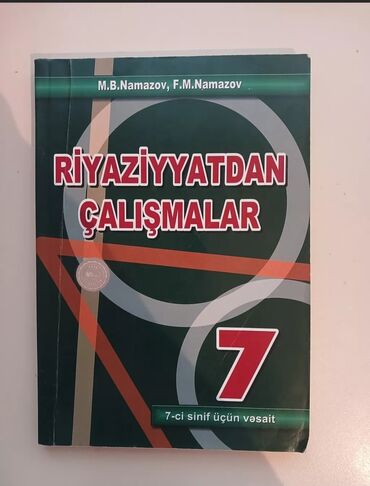 M.B.Namazov, F.M.Namazov
RİYAZİYYATDAN
ÇALIŞMALAR
7
7-ci sinif üçün vəsait